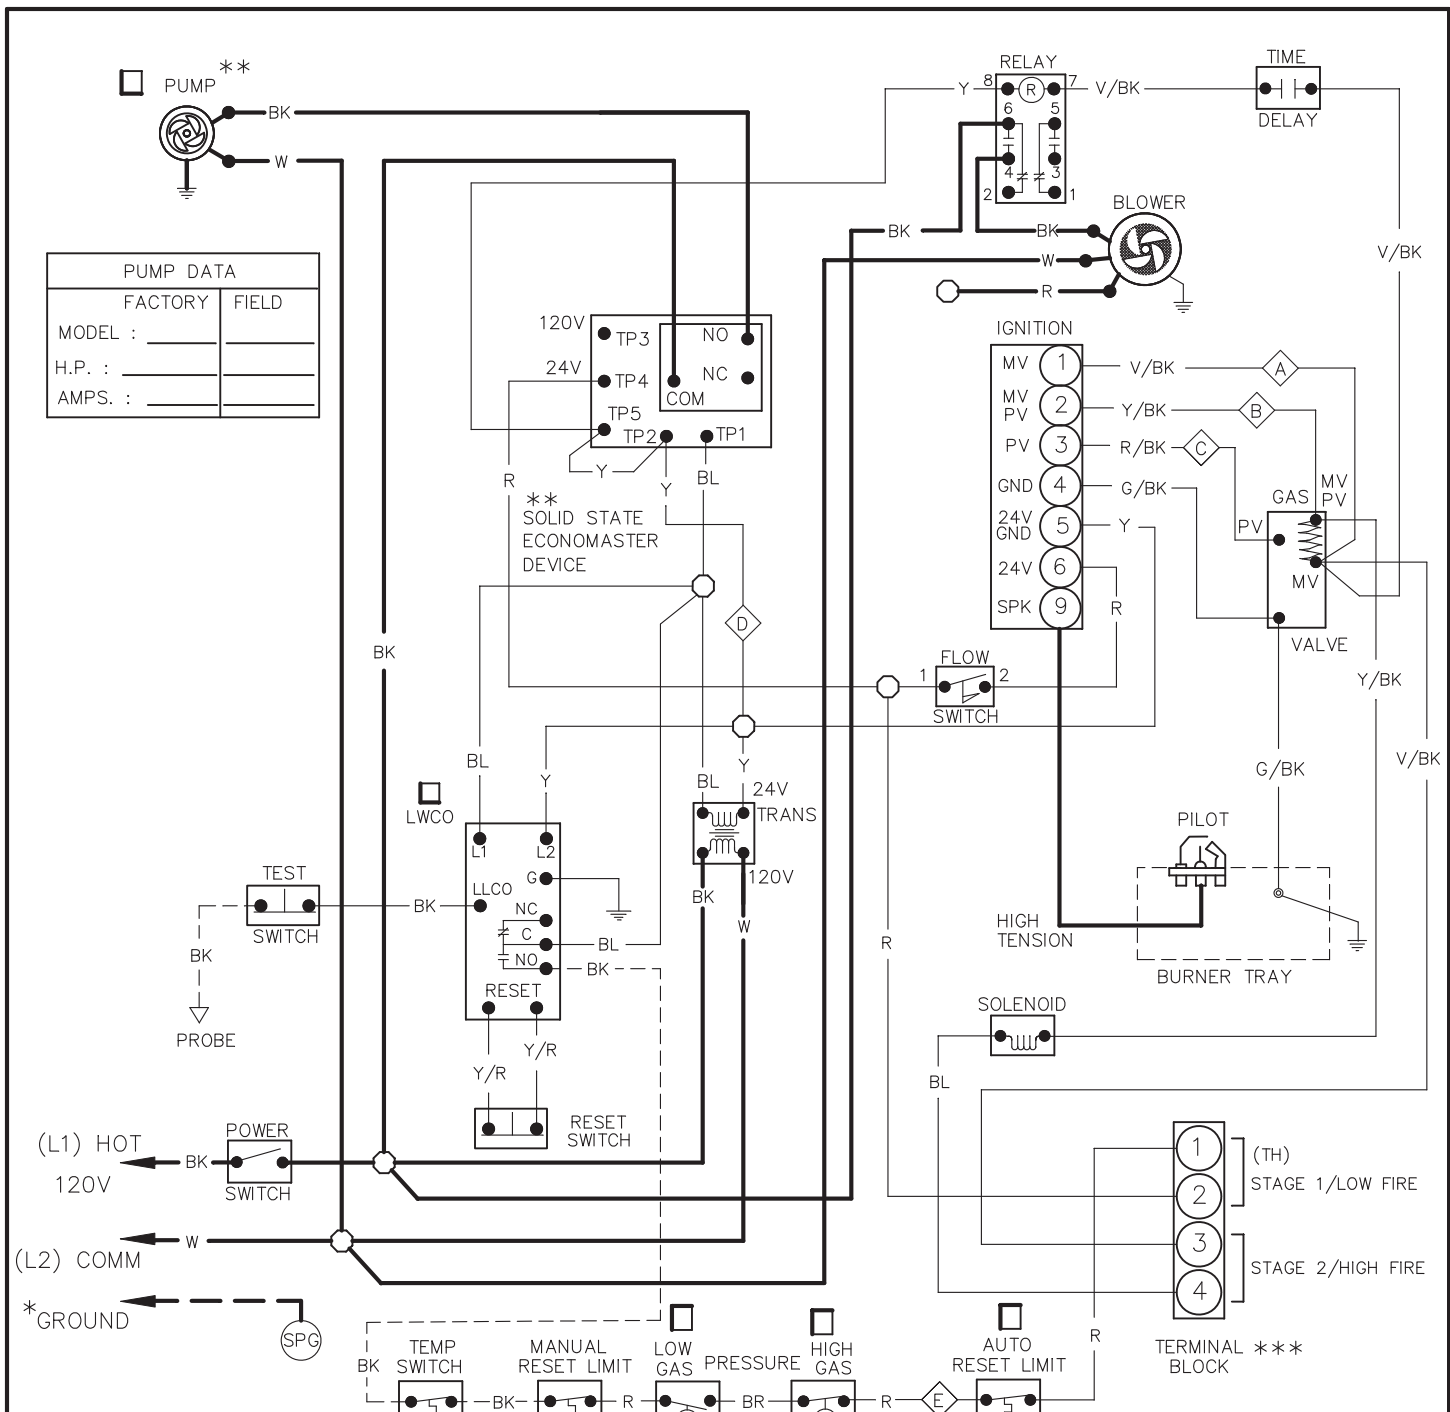 **
PUMP
BK
W
PUMP DATA
FACTORY FIELD
MODEL :
H.P. :
AMPS. :
RELAY
8 R 7
6 5
4 3
2 1
Y
V/BK
TIME
DELAY
V/BK
BLOWER
BK
BK
W
R
120V
TP3
NO
24V
TP4
NC
COM
TP5
TP2
TP1
Y
Y
BL
R
**
SOLID STATE
ECONOMASTER
DEVICE
IGNITION
MV 1 V/BK A
MV
PV 2 Y/BK B
PV 3 R/BK C
GND 4 G/BK
24V
GND 5 Y
24V 6
SPK 9
R
GAS
MV
PV
PV
MV
VALVE
D
BK
FLOW
1 2
SWITCH
Y/BK
V/BK
G/BK
BL
Y
BL
Y
24V
TRANS
120V
BK
W
LWCO
L1 L2
G
LLCO
NC
C
NO
RESET
BL
BK
TEST
SWITCH
BK
BK
PROBE
Y/R
Y/R
RESET
SWITCH
PILOT
HIGH
TENSION
BURNER TRAY
R
SOLENOID
BL
(L1) HOT
120V
BK
POWER
SWITCH
(L2) COMM
W
*GROUND
SPG
1
2
3
4
(TH)
STAGE 1/LOW FIRE
STAGE 2/HIGH FIRE
TERMINAL ***
BLOCK
BK
TEMP
SWITCH
BK
MANUAL
RESET LIMIT
R
LOW
GAS
PRESSURE
BR
HIGH
GAS
R
E
AUTO
RESET LIMIT
R